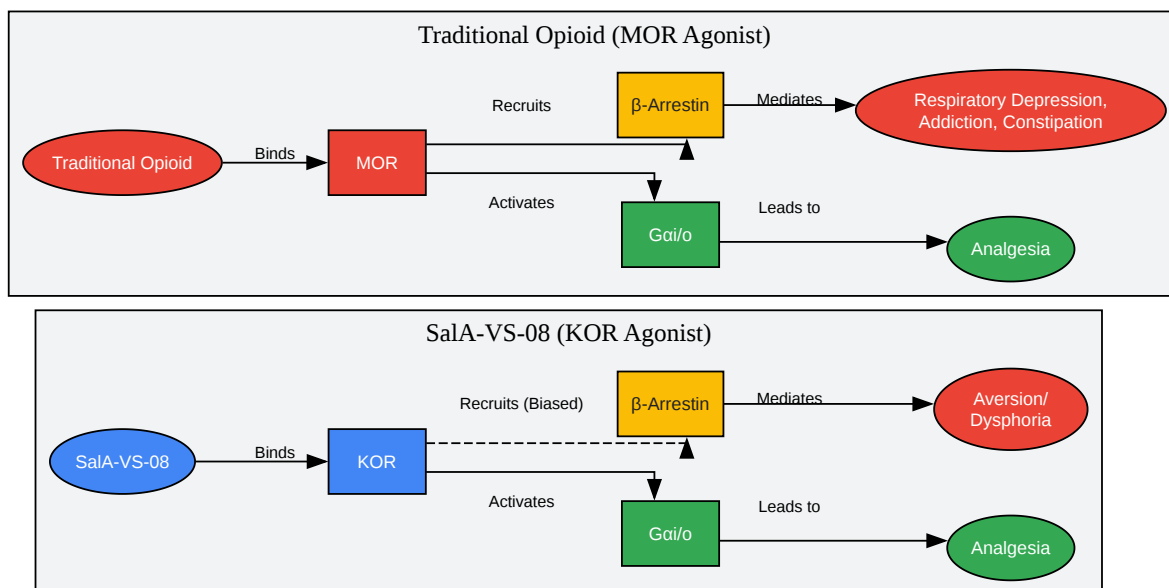 Traditional Opioid (MOR Agonist)
Traditional Opioid
Binds
MOR
Recruits
β-Arrestin
Mediates
Respiratory Depression,
Addiction, Constipation
Activates
Gαi/o
Leads to
Analgesia
SalA-VS-08 (KOR Agonist)
SalA-VS-08
Binds
KOR
Recruits (Biased)
β-Arrestin
Mediates
Aversion/
Dysphoria
Activates
Gαi/o
Leads to
Analgesia